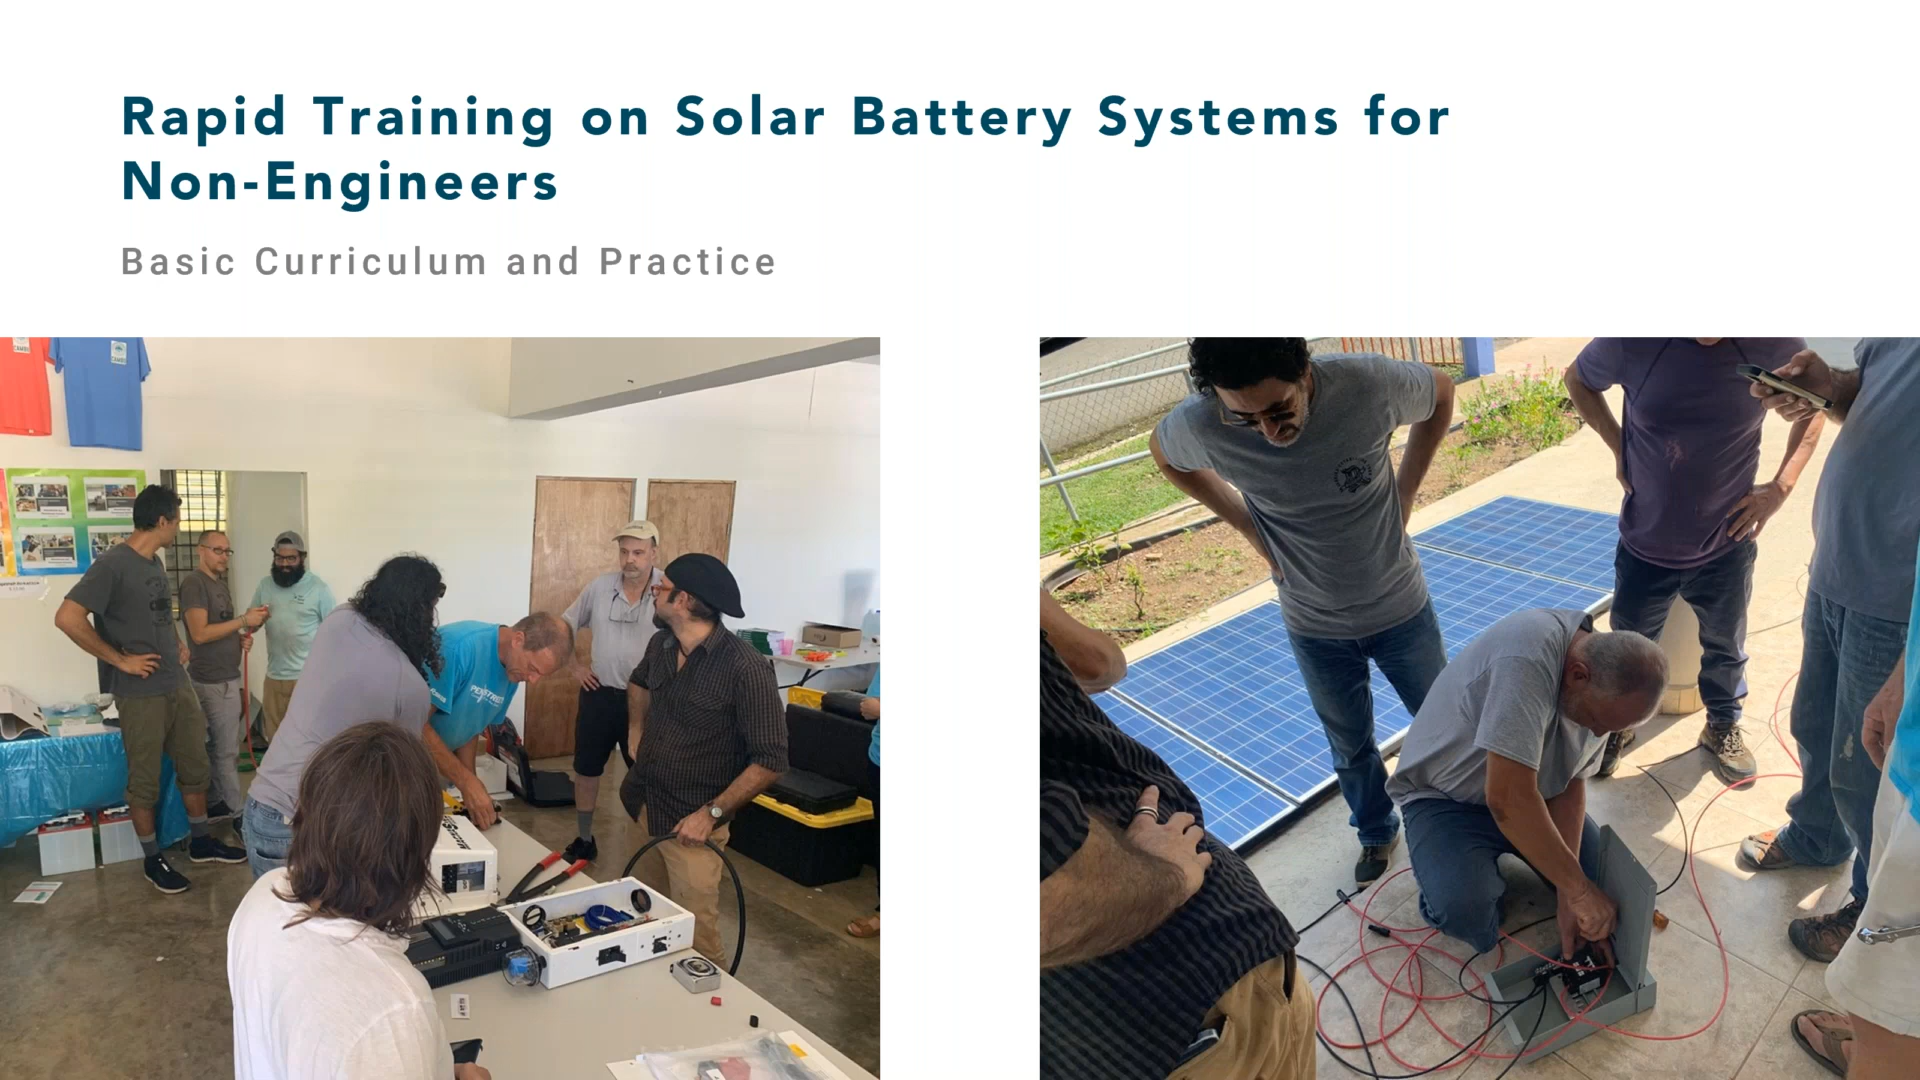 Rapid Training on Solar Battery Systems for
Non-Engineers
Basic Curriculum and Practice